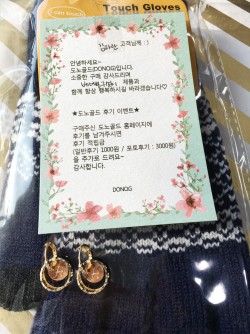 Touch Gloves
고객님께 :)
안녕하세요~
도노골드(DONOG)입니다.
소중한 구매 감사드리며
제품과
함께 항상 행복하시길 바라겠습니다♡
★도노골드 후기 이벤트★
구매주신 도노골드 홈페이지에
후기를 남겨주시면
후기 적립금
(일반후기 1000원 / 포토후기 : 3000원)
을 추가로 드려요~
감사합니다.
DONOG